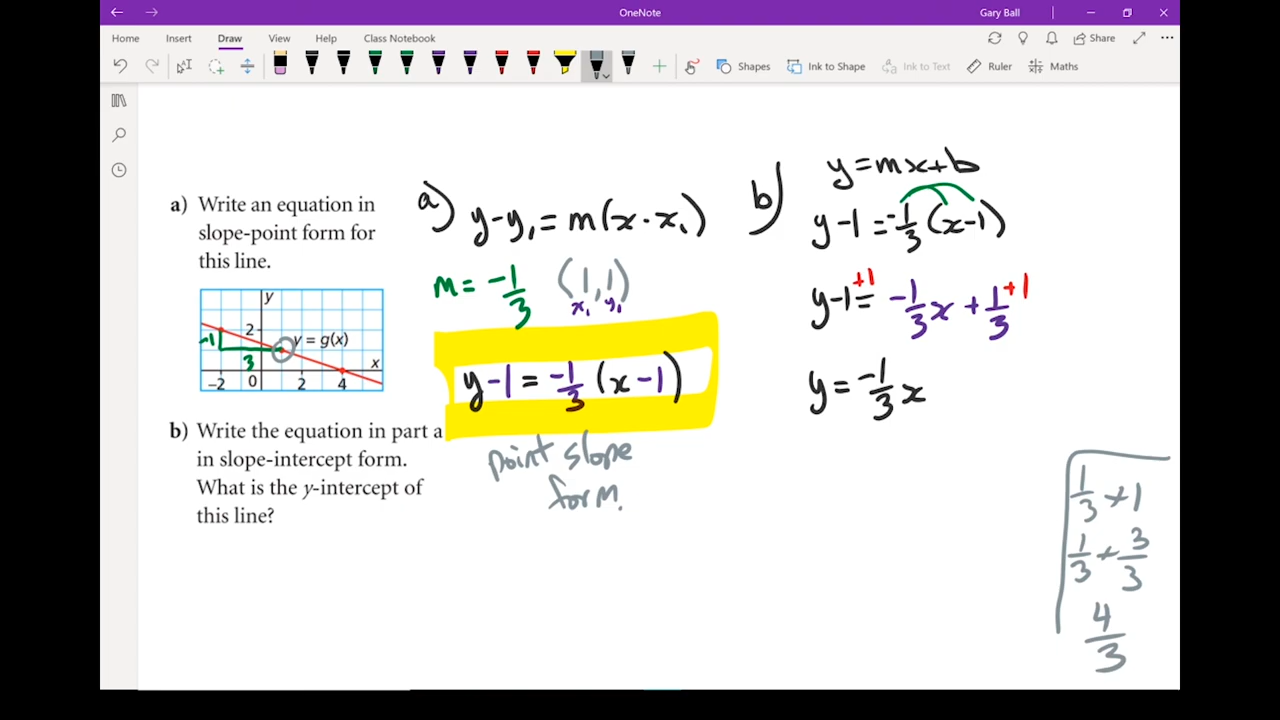 OneNote
Gary Ball
Home Insert Draw View Help Class Notebook
Share
Shapes Ink to Shape Ink to Text Ruler Maths
a) Write an equation in
slope-point form for
this line.
y
2
y = g(x)
x
−2 0 2 4
-1
3
b) Write the equation in part a
in slope-intercept form.
What is the y-intercept of
this line?
a) y-y₁ = m(x-x₁)
m = -1/3 (1,1)
x₁ y₁
y-1 = -1/3 (x-1)
point slope
form.
b) y=mx+b
y-1 = -1/3 (x-1)
y-1 +1 = -1/3 x + 1/3 +1
y = -1/3 x
1/3 + 1
1/3 + 3/3
4/3